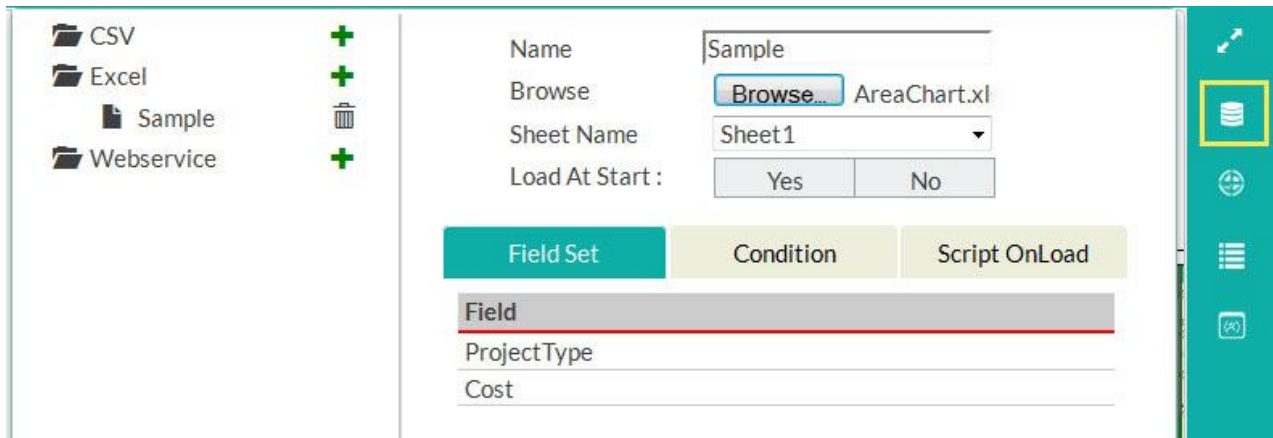 CSV
Excel
Sample
Webservice
Name Sample
Browse Browse... AreaChart.xl
Sheet Name Sheet1
Load At Start : Yes No
Field Set Condition Script OnLoad
Field
ProjectType
Cost